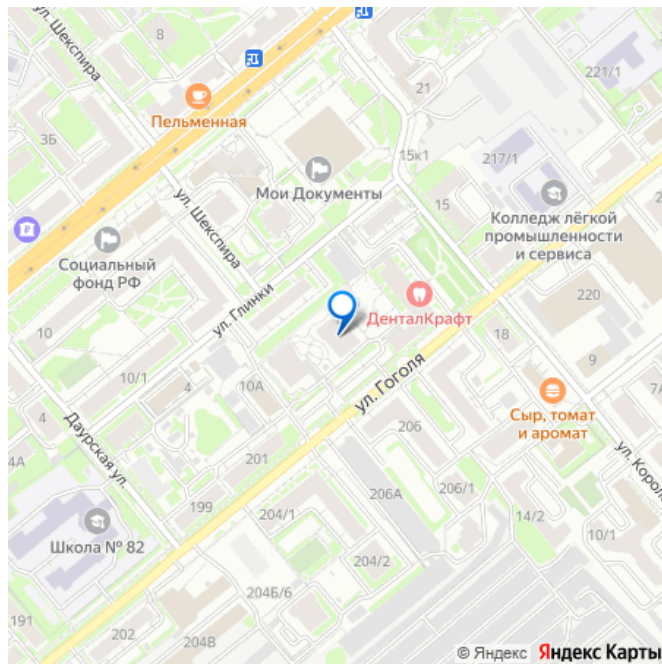 ул. Шекспира
8
21
221/1
Пельменная
3Б
15к1
217/1
Мои Документы
ул. Шекспира
15
Колледж лёгкой
промышленности
и сервиса
Социальный
фонд РФ
220
ул. Глинки
ДенталКрафт
10
18
9
10/1
4
10А
ул. Гоголя
7А
4
Сыр, томат
и аромат
206
Даурская ул.
4А
201
ул. Короле
206А
206/1
199
204/1
14/2
10/1
Школа № 82
204/2
204Б/6
191
202
204В
© Яндекс Яндекс Карты